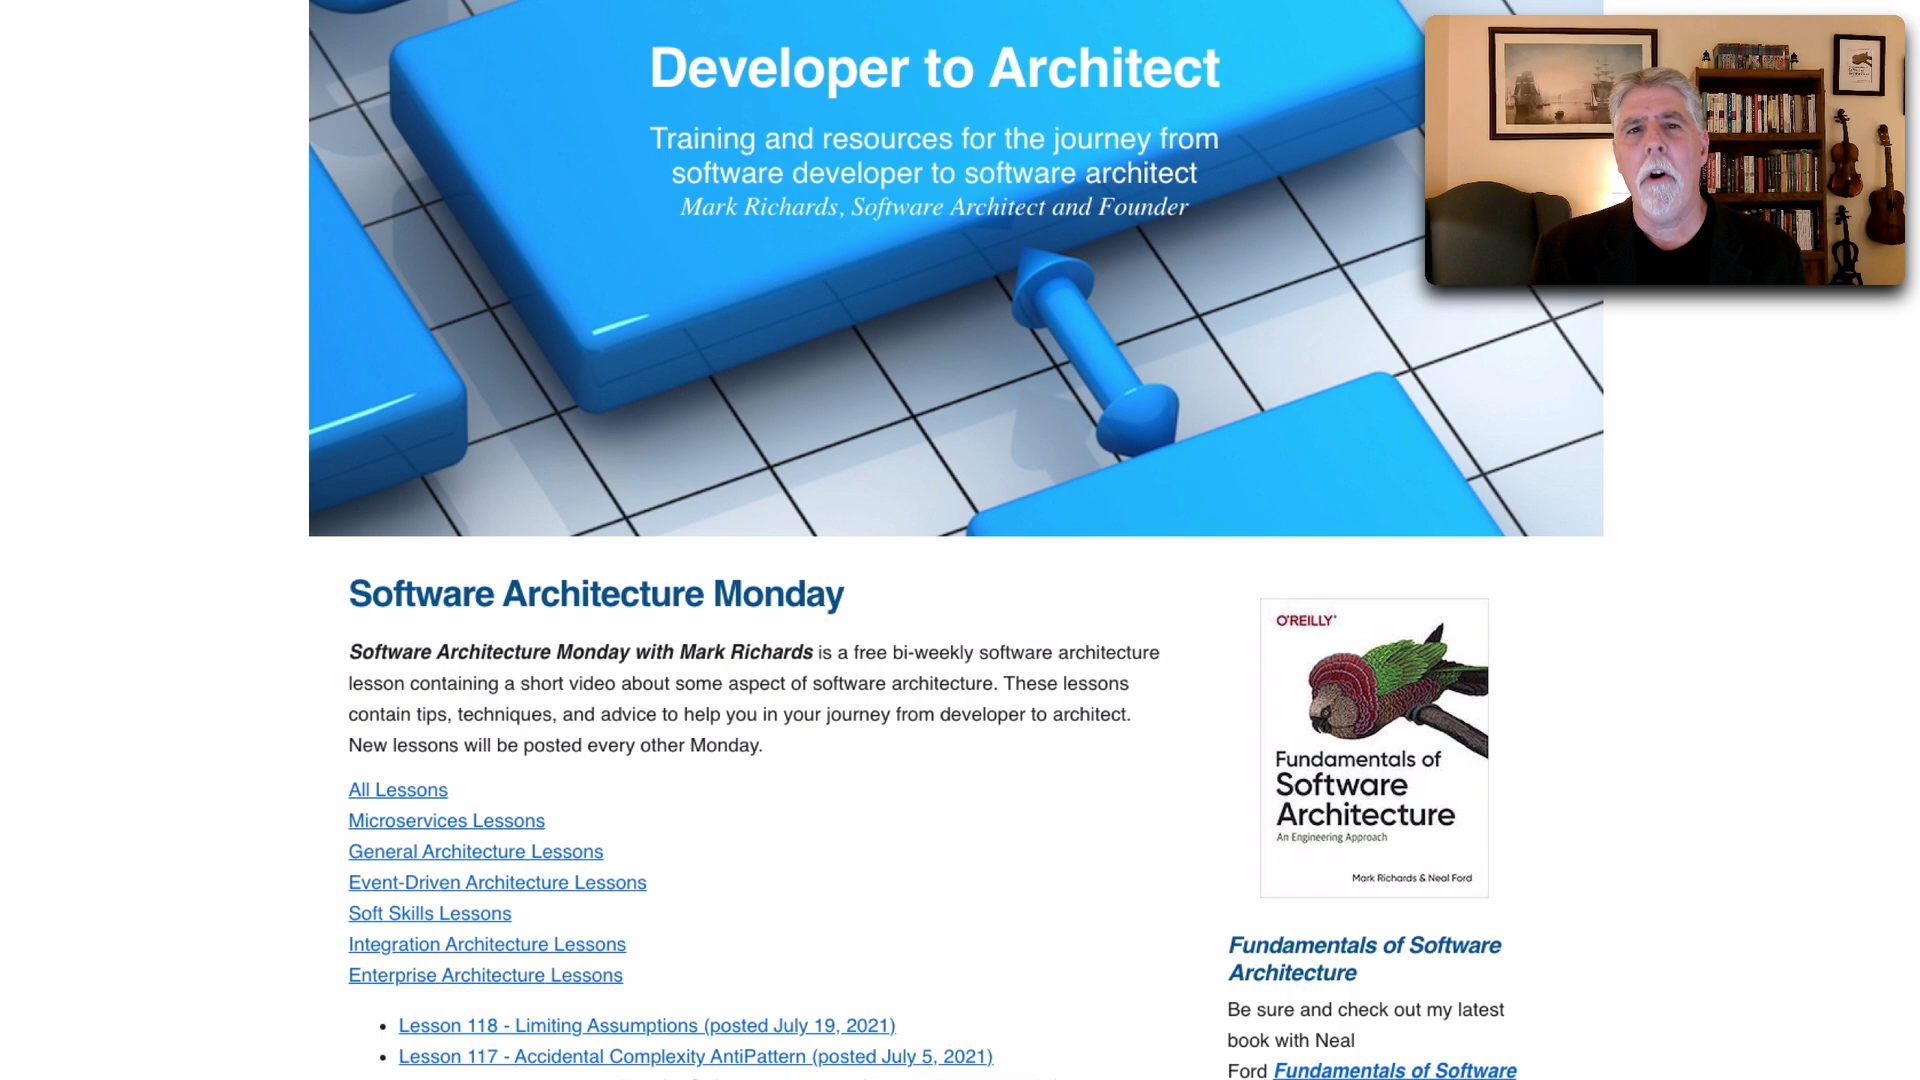 Developer to Architect
Training and resources for the journey from
software developer to software architect
Mark Richards, Software Architect and Founder
Software Architecture Monday
Software Architecture Monday with Mark Richards is a free bi-weekly software architecture
lesson containing a short video about some aspect of software architecture. These lessons
contain tips, techniques, and advice to help you in your journey from developer to architect.
New lessons will be posted every other Monday.
All Lessons
Microservices Lessons
General Architecture Lessons
Event-Driven Architecture Lessons
Soft Skills Lessons
Integration Architecture Lessons
Enterprise Architecture Lessons
• Lesson 118 - Limiting Assumptions (posted July 19, 2021)
• Lesson 117 - Accidental Complexity AntiPattern (posted July 5, 2021)
O'REILLY®
Fundamentals of
Software
Architecture
An Engineering Approach
Mark Richards & Neal Ford
Fundamentals of Software
Architecture
Be sure and check out my latest
book with Neal
Ford Fundamentals of Software